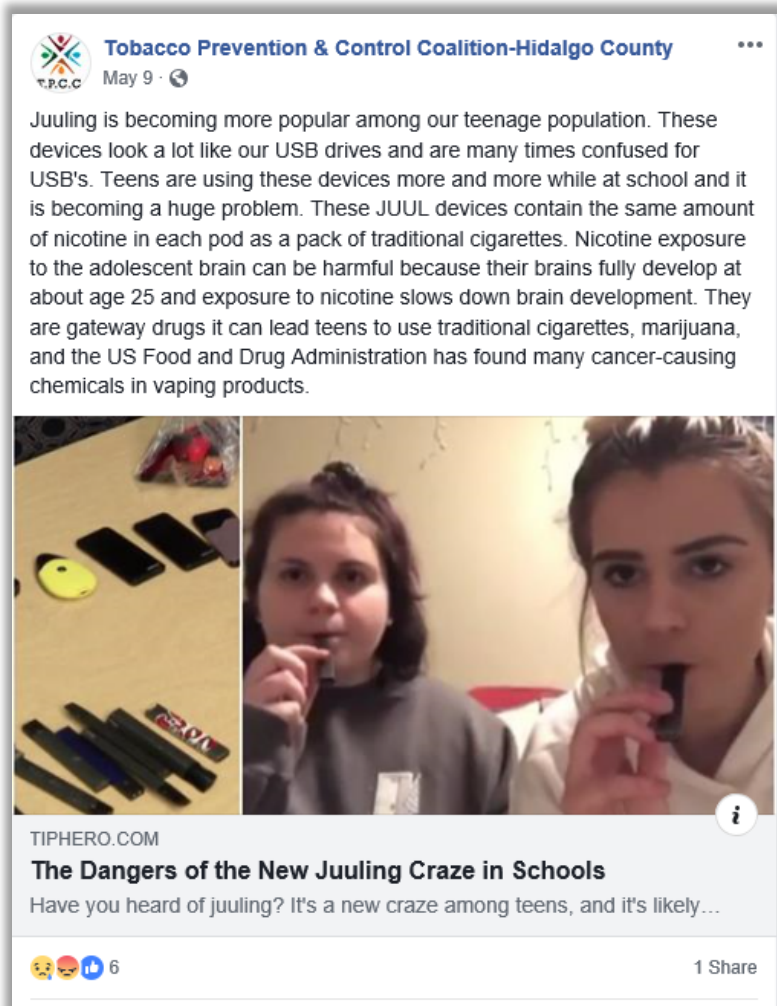 Tobacco Prevention & Control Coalition-Hidalgo County
T.P.C.C
May 9 ·
Juuling is becoming more popular among our teenage population. These
devices look a lot like our USB drives and are many times confused for
USB's. Teens are using these devices more and more while at school and it
is becoming a huge problem. These JUUL devices contain the same amount
of nicotine in each pod as a pack of traditional cigarettes. Nicotine exposure
to the adolescent brain can be harmful because their brains fully develop at
about age 25 and exposure to nicotine slows down brain development. They
are gateway drugs it can lead teens to use traditional cigarettes, marijuana,
and the US Food and Drug Administration has found many cancer-causing
chemicals in vaping products.
i
TIPHERO.COM
The Dangers of the New Juuling Craze in Schools
Have you heard of juuling? It's a new craze among teens, and it's likely...
6
1 Share